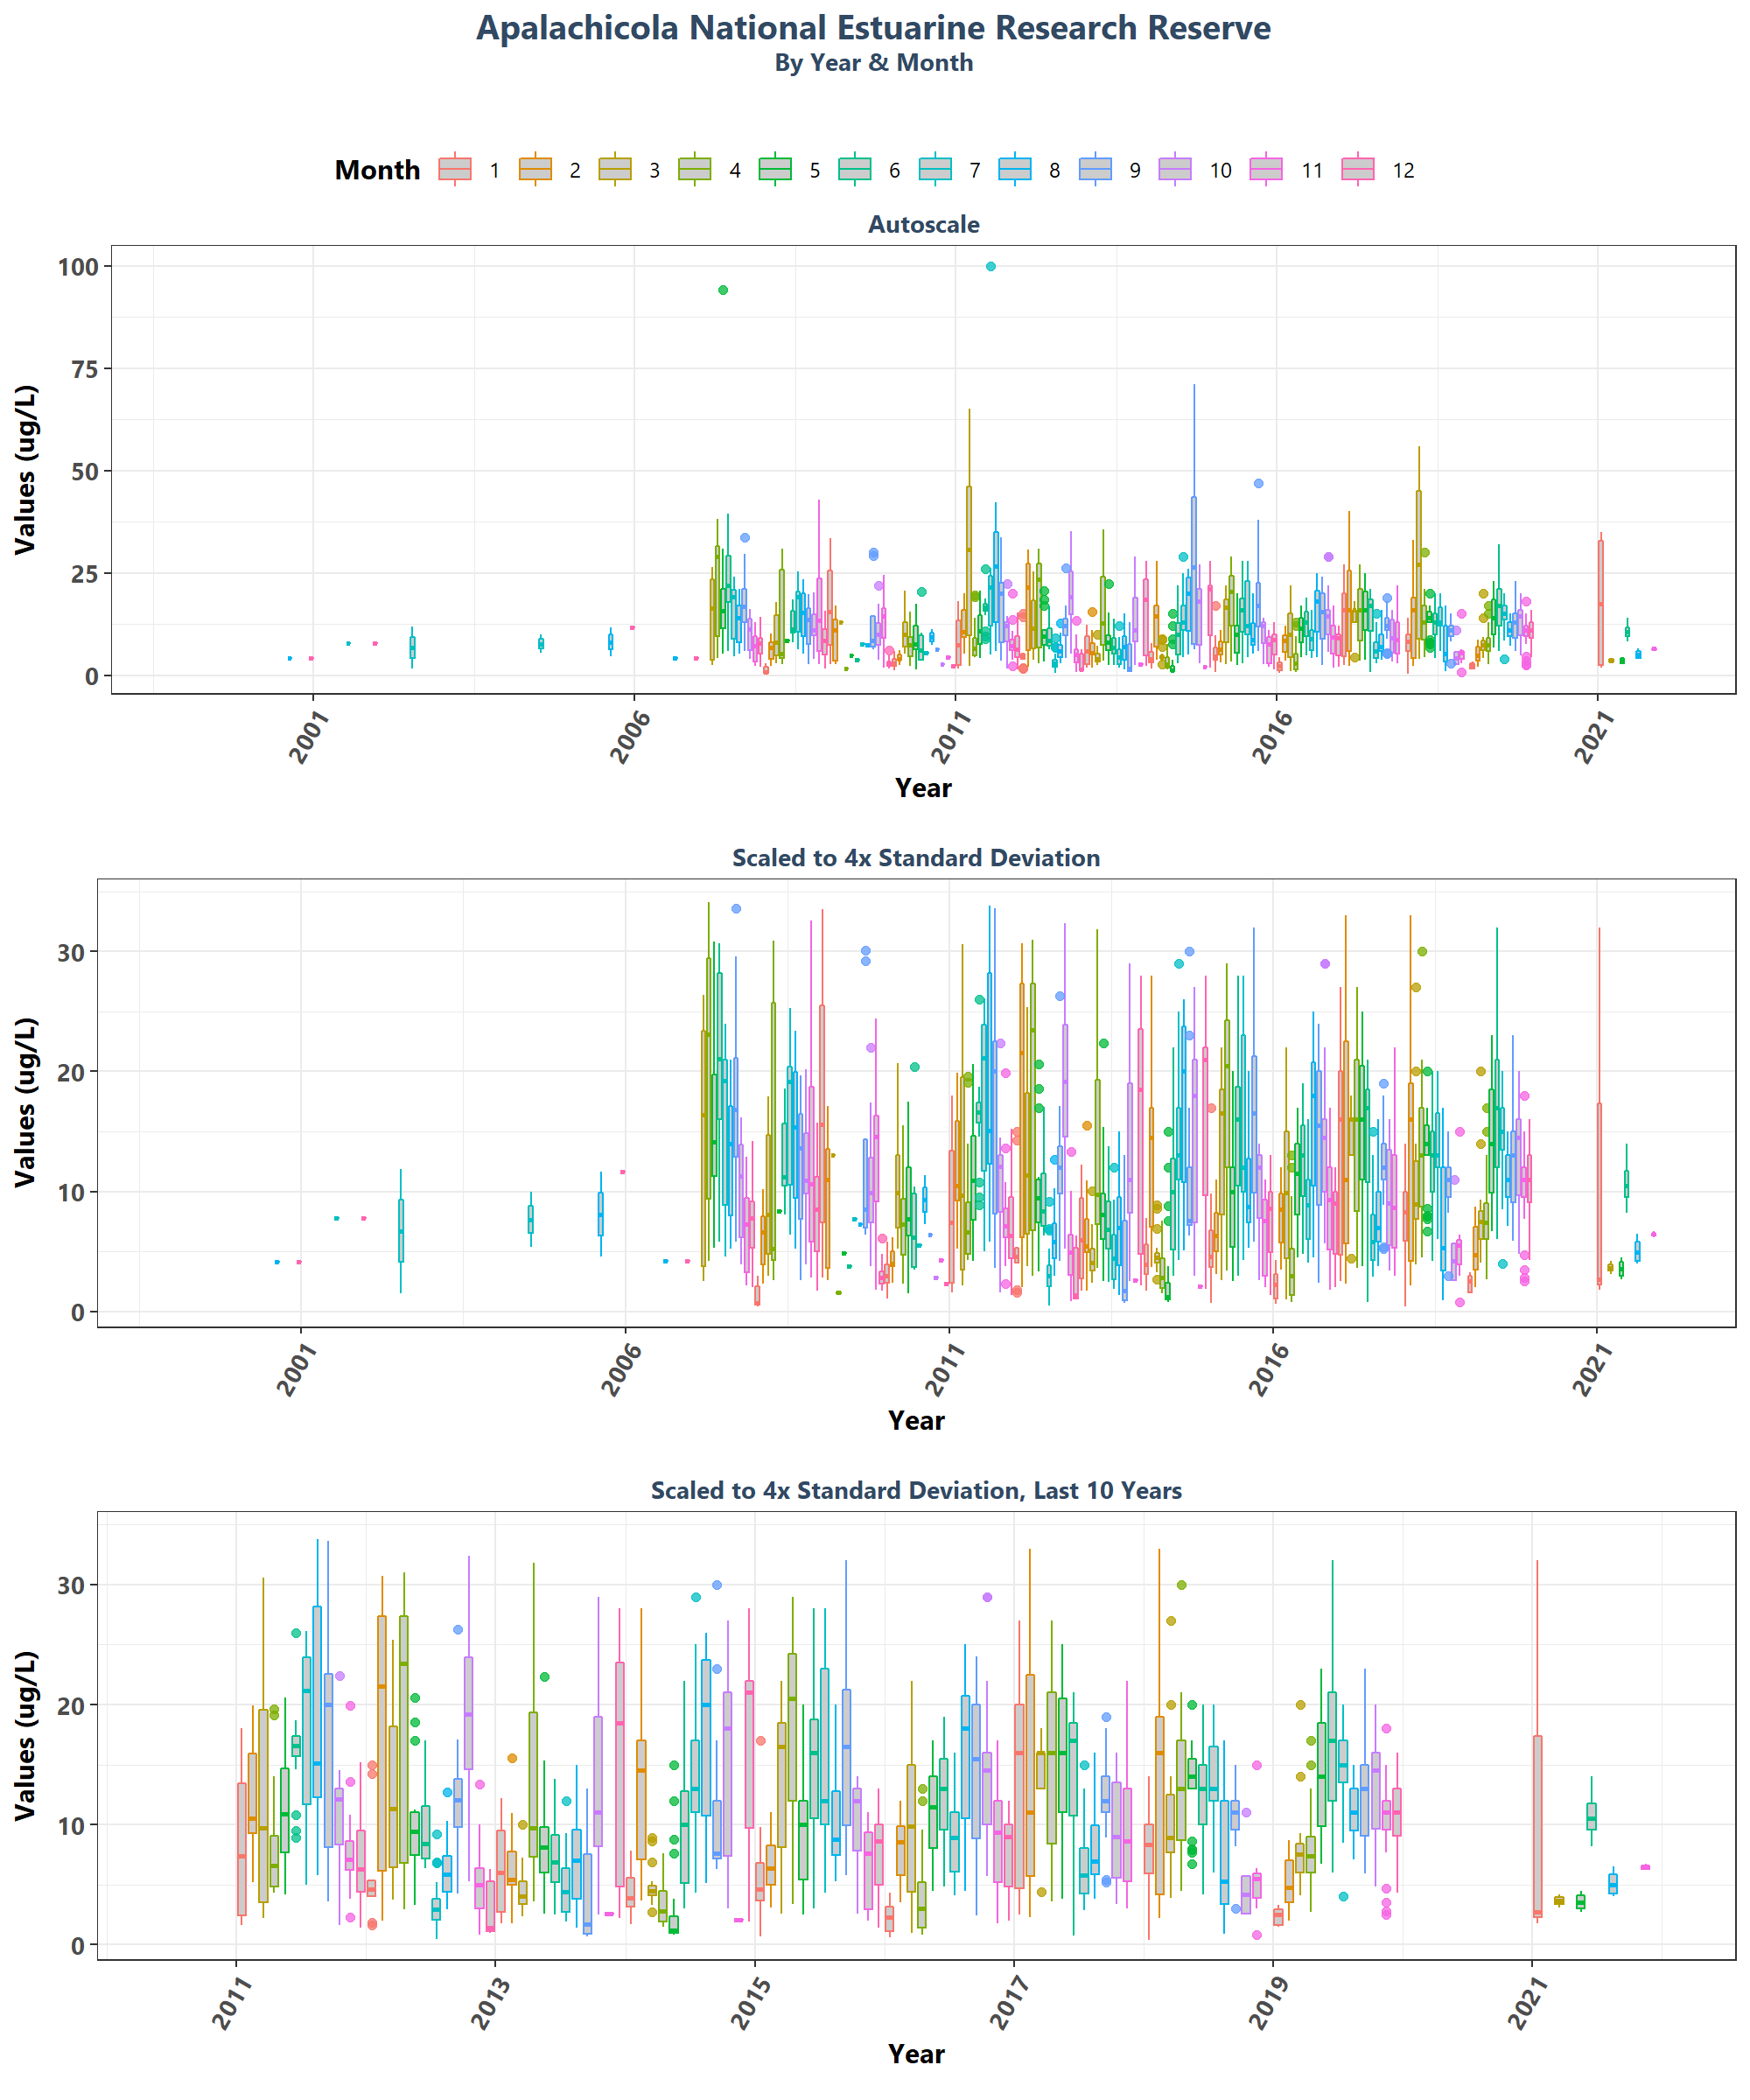 Apalachicola National Estuarine Research Reserve
By Year & Month
Month 1 2 3 4 5 6 7 8 9 10 11 12
Autoscale
Values (ug/L)
100
75
50
25
0
2001 2006 2011 2016 2021
Year
Scaled to 4x Standard Deviation
Values (ug/L)
30
20
10
0
2001 2006 2011 2016 2021
Year
Scaled to 4x Standard Deviation, Last 10 Years
Values (ug/L)
30
20
10
0
2011 2013 2015 2017 2019 2021
Year